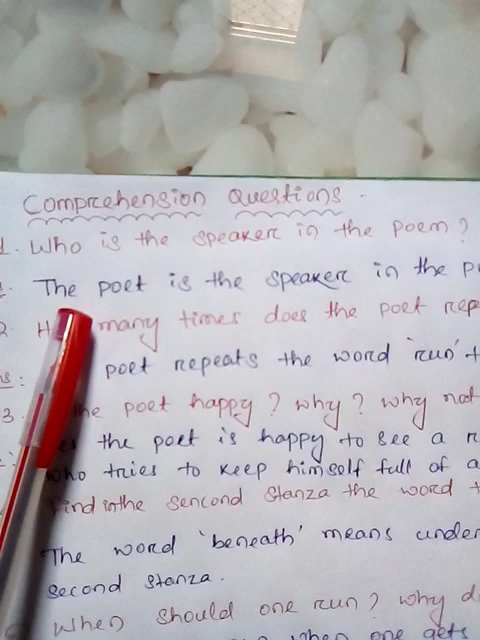 Comprehension Questions.
1. Who is the speaker in the poem?
The poet is the speaker in the
2. many times does the poet
ns: poet repeats the word 'run'
3. the poet happy? why? why not
the poet is happy to see a
who tries to keep himself full of a
Find in the sencond stanza the word
The word 'beneath' means under
second stanza.
When should one run? why
when one gets